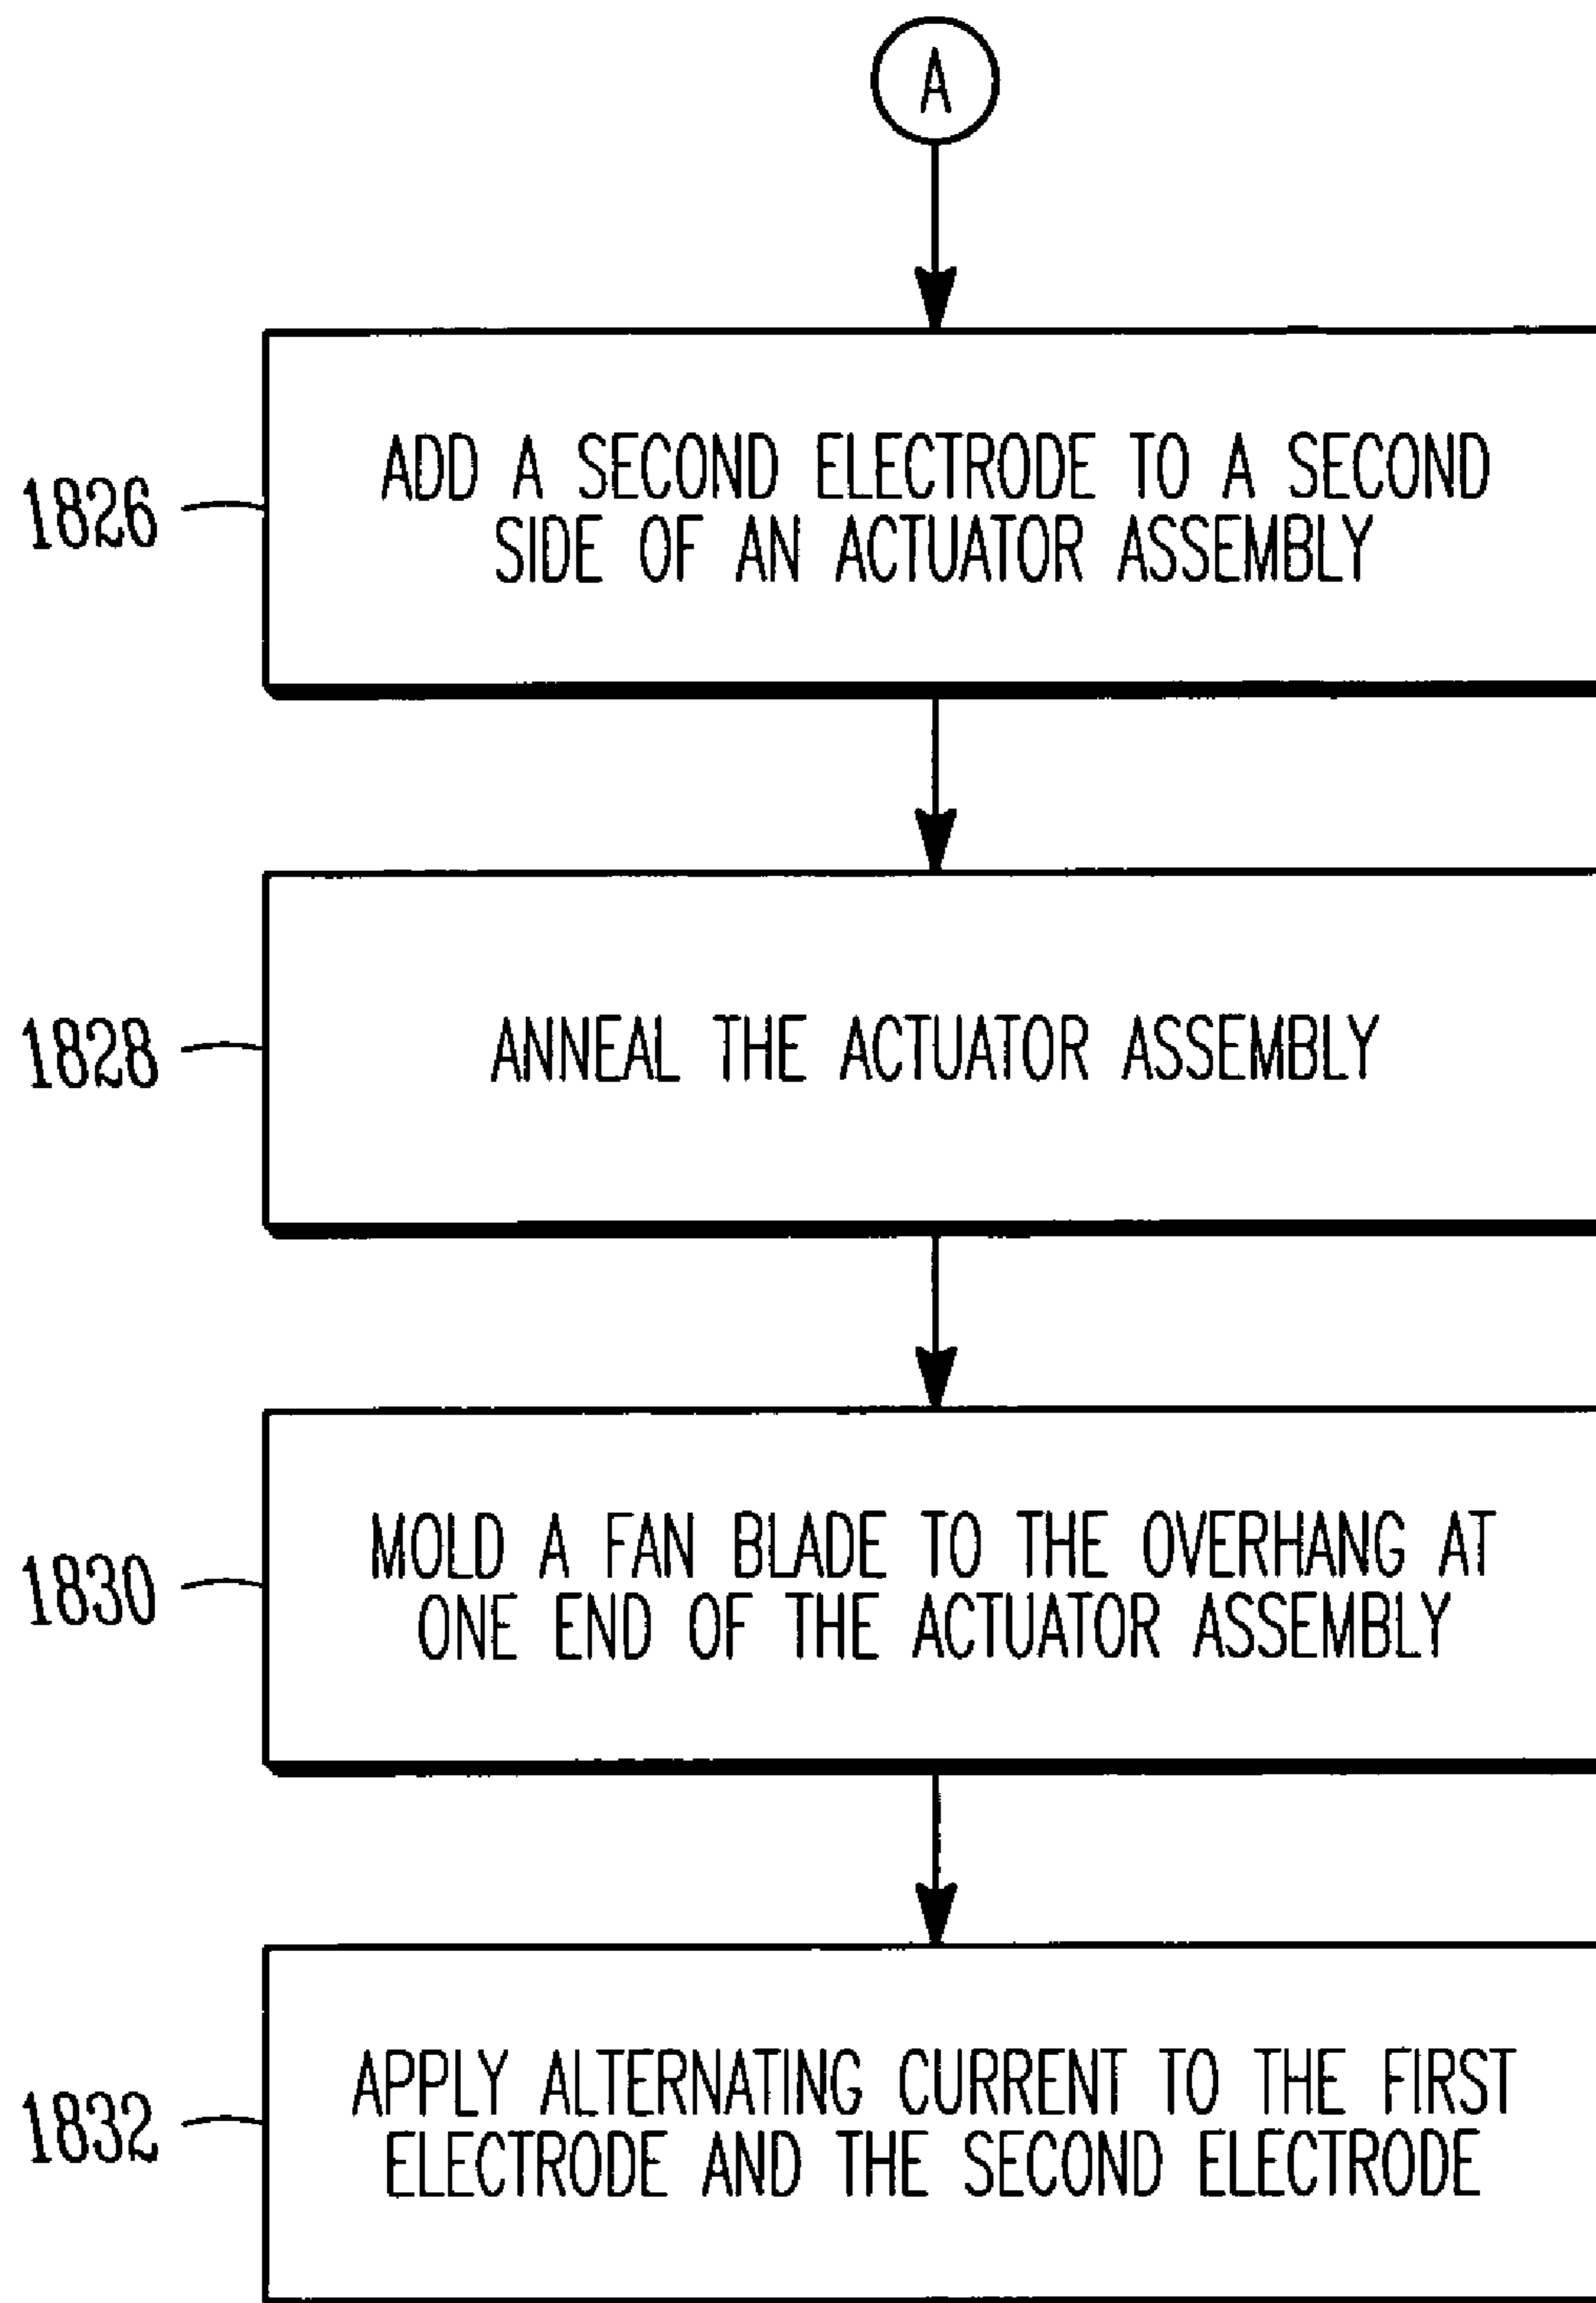 A
1826
ADD A SECOND ELECTRODE TO A SECOND
SIDE OF AN ACTUATOR ASSEMBLY
1828
ANNEAL THE ACTUATOR ASSEMBLY
1830
MOLD A FAN BLADE TO THE OVERHANG AT
ONE END OF THE ACTUATOR ASSEMBLY
1832
APPLY ALTERNATING CURRENT TO THE FIRST
ELECTRODE AND THE SECOND ELECTRODE